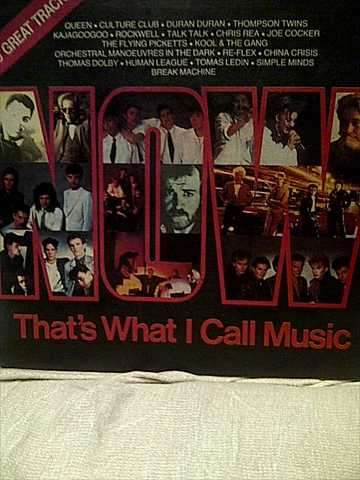 GREAT TRACKS
QUEEN • CULTURE CLUB • DURAN DURAN • THOMPSON TWINS
KAJAGOOGOO • ROCKWELL • TALK TALK • CHRIS REA • JOE COCKER
THE FLYING PICKETTS • KOOL & THE GANG
ORCHESTRAL MANOEUVRES IN THE DARK • RE-FLEX • CHINA CRISIS
THOMAS DOLBY • HUMAN LEAGUE • TOMAS LEDIN • SIMPLE MINDS
BREAK MACHINE
NOW
That's What I Call Music